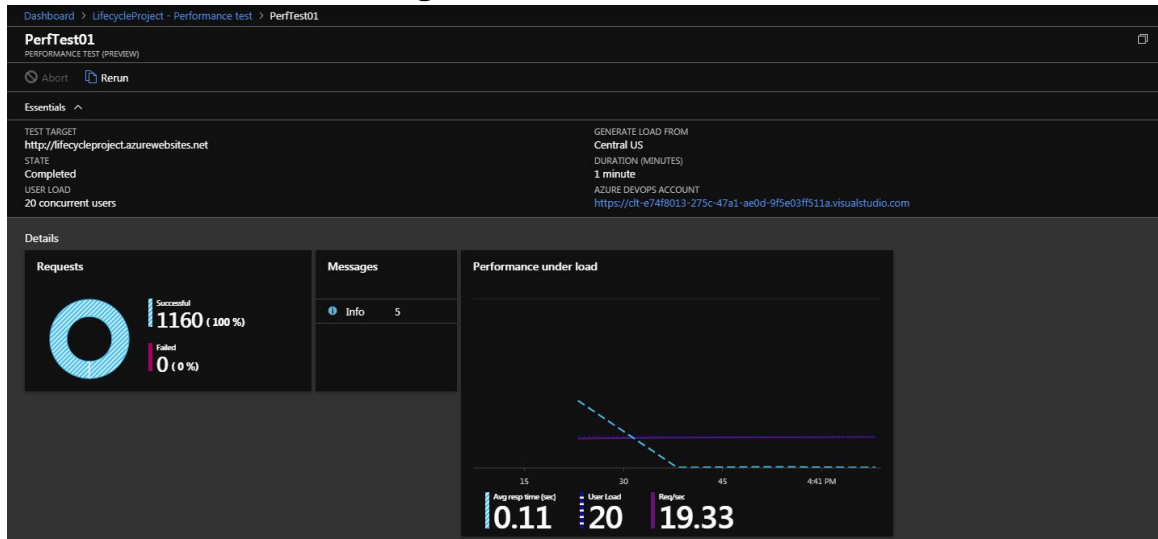 Dashboard > LifecycleProject - Performance test > PerfTest01
PerfTest01
PERFORMANCE TEST (PREVIEW)
Abort Rerun
Essentials
TEST TARGET
http://lifecycleproject.azurewebsites.net
STATE
Completed
USER LOAD
20 concurrent users
GENERATE LOAD FROM
Central US
DURATION (MINUTES)
1 minute
AZURE DEVOPS ACCOUNT
https://clt-e74f8013-275c-47a1-ae0d-9f5e03ff511a.visualstudio.com
Details
Requests
Successful
1160 (100 %)
Failed
0 (0 %)
Messages
Info 5
Performance under load
15 30 45 4:41 PM
Avg resp time (sec) User Load Req/sec
0.11 20 19.33